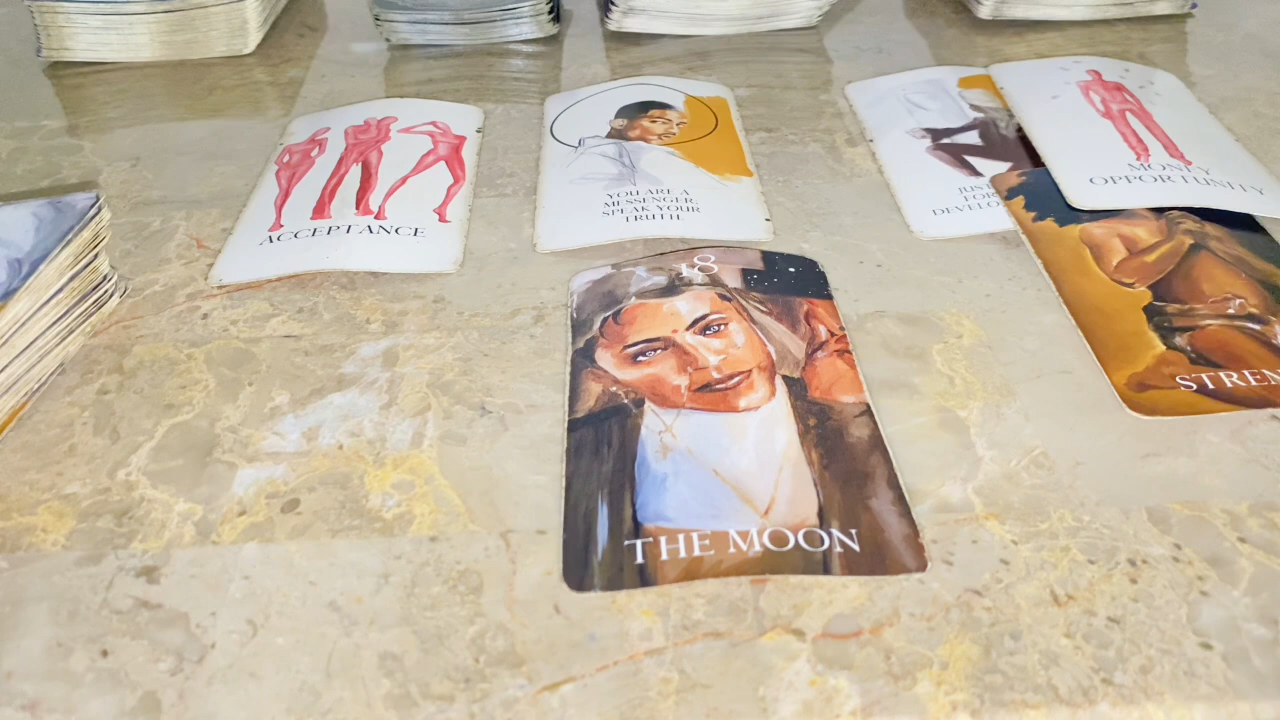 ACCEPTANCE
YOU ARE A
MESSENGER;
SPEAK YOUR
TRUTH.
MONEY
OPPORTUNITY
18
THE MOON